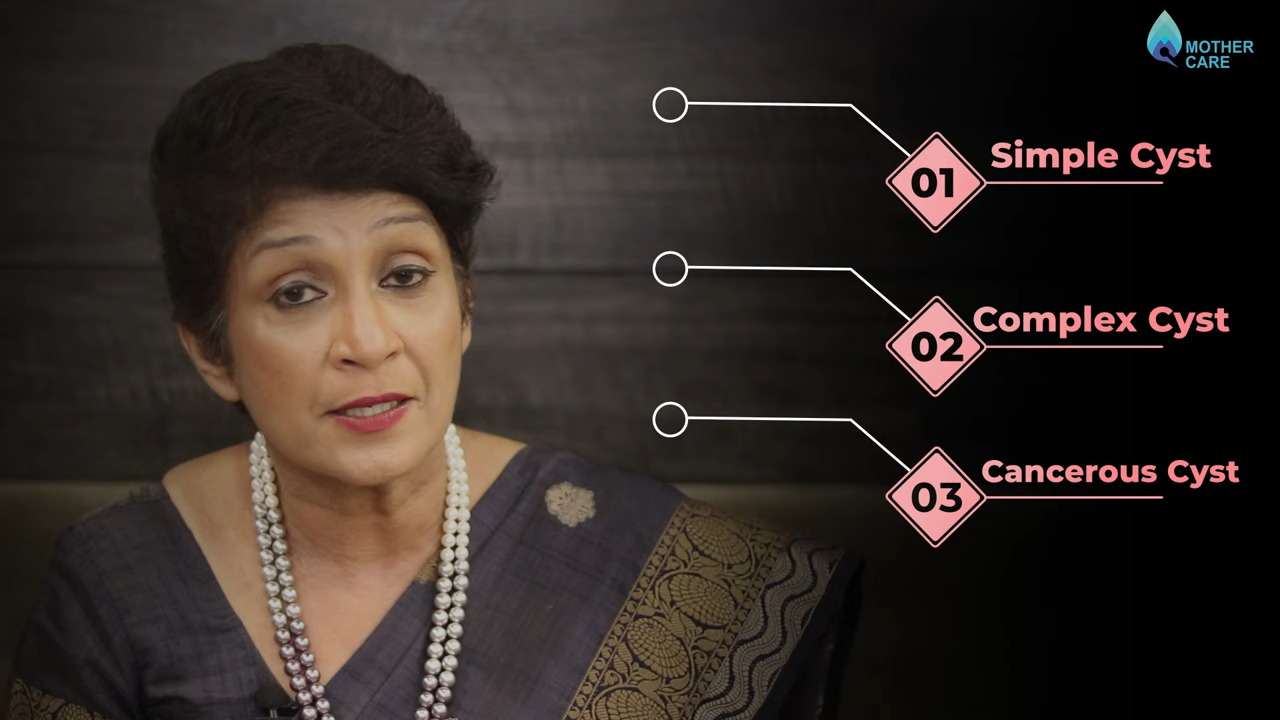 MOTHER
CARE
01
Simple Cyst
02
Complex Cyst
03
Cancerous Cyst